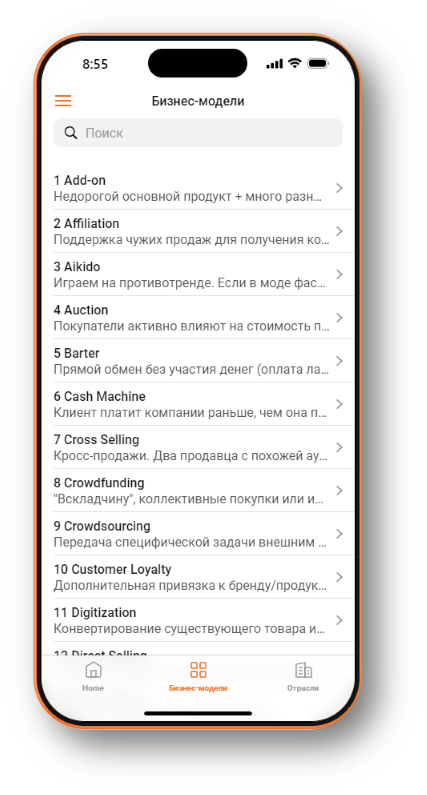 8:55
Бизнес-модели
Поиск
1 Add-on
Недорогой основной продукт + много разн...
2 Affiliation
Поддержка чужих продаж для получения ко...
3 Aikido
Играем на противотренде. Если в моде фас...
4 Auction
Покупатели активно влияют на стоимость п...
5 Barter
Прямой обмен без участия денег (оплата ла...
6 Cash Machine
Клиент платит компании раньше, чем она п...
7 Cross Selling
Кросс-продажи. Два продавца с похожей ау...
8 Crowdfunding
"Вскладчину", коллективные покупки или и...
9 Crowdsourcing
Передача специфической задачи внешним ...
10 Customer Loyalty
Дополнительная привязка к бренду/продук...
11 Digitization
Конвертирование существующего товара и...
12 Direct Selling
Home
Бизнес-модели
Отрасли